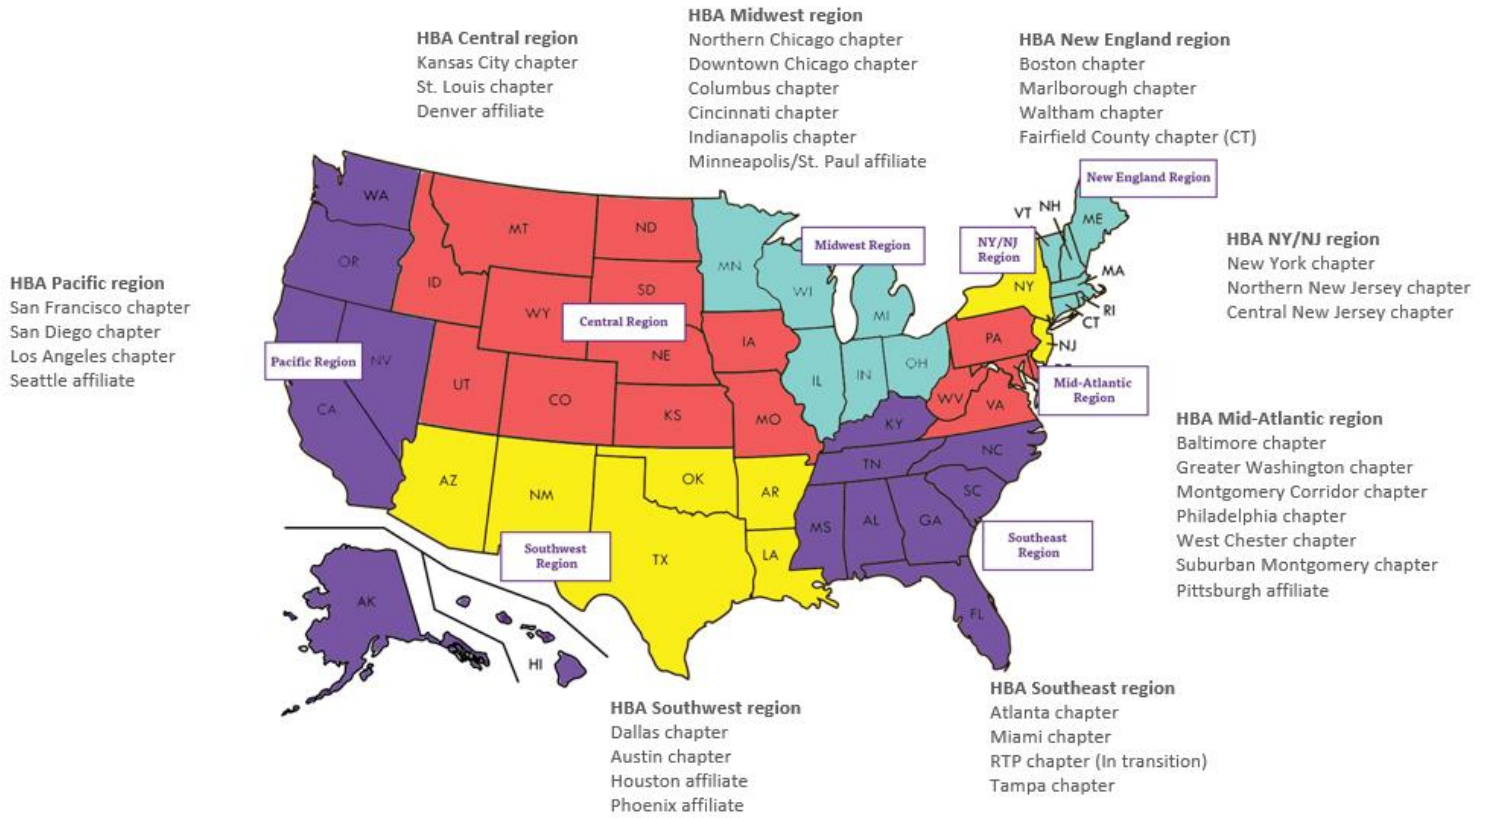 HBA Central region
Kansas City chapter
St. Louis chapter
Denver affiliate
HBA Midwest region
Northern Chicago chapter
Downtown Chicago chapter
Columbus chapter
Cincinnati chapter
Indianapolis chapter
Minneapolis/St. Paul affiliate
HBA New England region
Boston chapter
Marlborough chapter
Waltham chapter
Fairfield County chapter (CT)
HBA Pacific region
San Francisco chapter
San Diego chapter
Los Angeles chapter
Seattle affiliate
HBA NY/NJ region
New York chapter
Northern New Jersey chapter
Central New Jersey chapter
HBA Mid-Atlantic region
Baltimore chapter
Greater Washington chapter
Montgomery Corridor chapter
Philadelphia chapter
West Chester chapter
Suburban Montgomery chapter
Pittsburgh affiliate
HBA Southwest region
Dallas chapter
Austin chapter
Houston affiliate
Phoenix affiliate
HBA Southeast region
Atlanta chapter
Miami chapter
RTP chapter (In transition)
Tampa chapter
New England Region
Midwest Region
NY/NJ
Region
Central Region
Pacific Region
Mid-Atlantic
Region
Southwest
Region
Southeast
Region
WA
OR
CA
NV
ID
MT
WY
UT
CO
ND
SD
NE
KS
IA
MO
MN
WI
MI
IL
IN
OH
AZ
NM
OK
TX
AR
LA
KY
TN
NC
SC
MS
AL
GA
FL
WV
VA
PA
NY
NJ
VT
NH
ME
MA
RI
CT
AK
HI